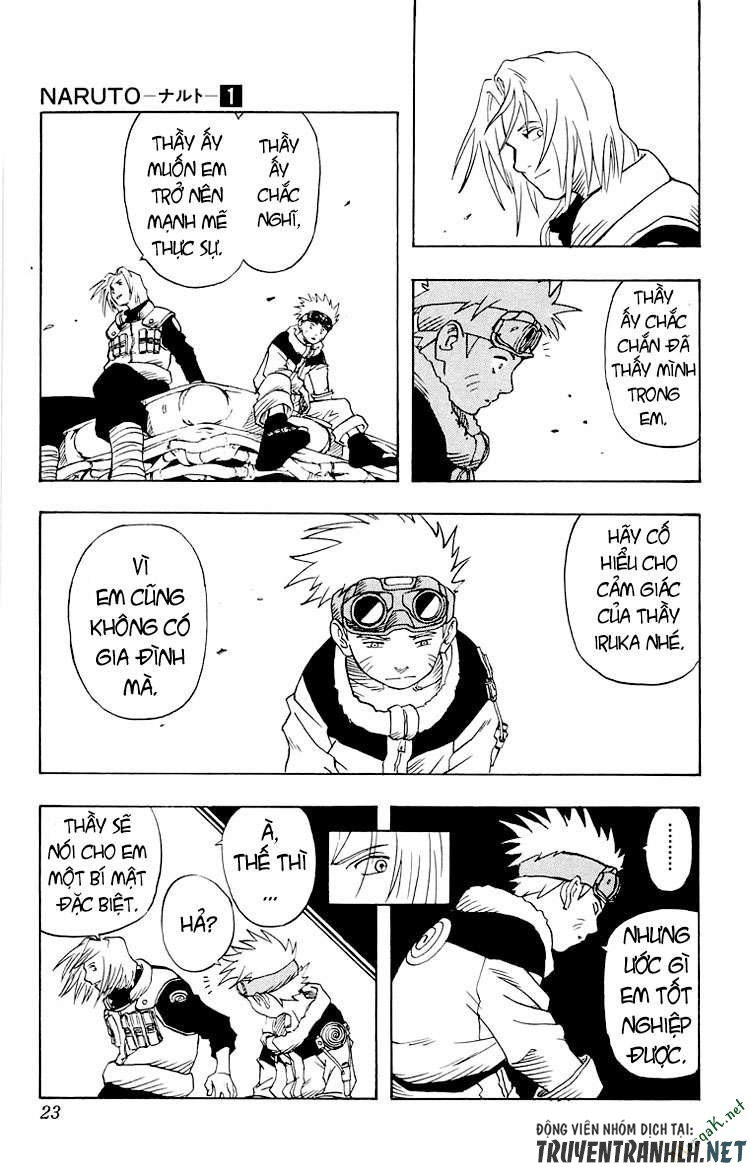 NARUTO—ナルト—1
THẦY
ẤY CHẮC
CHẮN ĐÃ
THẤY MÌNH
TRONG
EM.
THẦY
ẤY
CHẮC
NGHĨ,
THẦY ẤY
MUỐN EM
TRỞ NÊN
MẠNH MẼ
THỰC SỰ.
HÃY CỐ
HIỂU CHO
CẢM GIÁC
CỦA THẦY
IRUKA NHÉ.
VÌ
EM CŨNG
KHÔNG CÓ
GIA ĐÌNH
MÀ.
........
NHƯNG
ƯỚC GÌ
EM TỐT
NGHIỆP
ĐƯỢC.
À,
THẾ THÌ
...
HẢ?
THẦY SẼ
NÓI CHO EM
MỘT BÍ MẬT
ĐẶC BIỆT.
23
ĐỘNG VIÊN NHÓM DỊCH TẠI:
TRUYENTRANHLH.NET